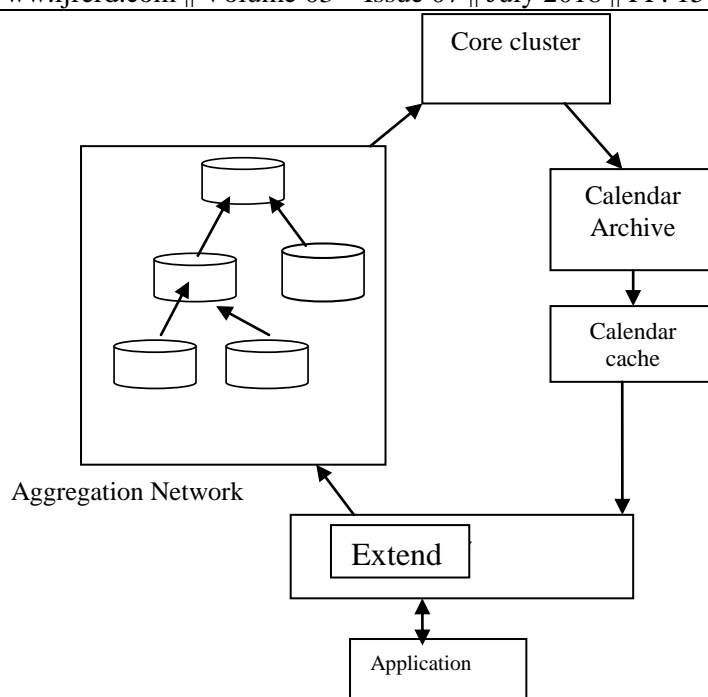 Core cluster
Calendar
Archive
Calendar
cache
Aggregation Network
Extend
Application